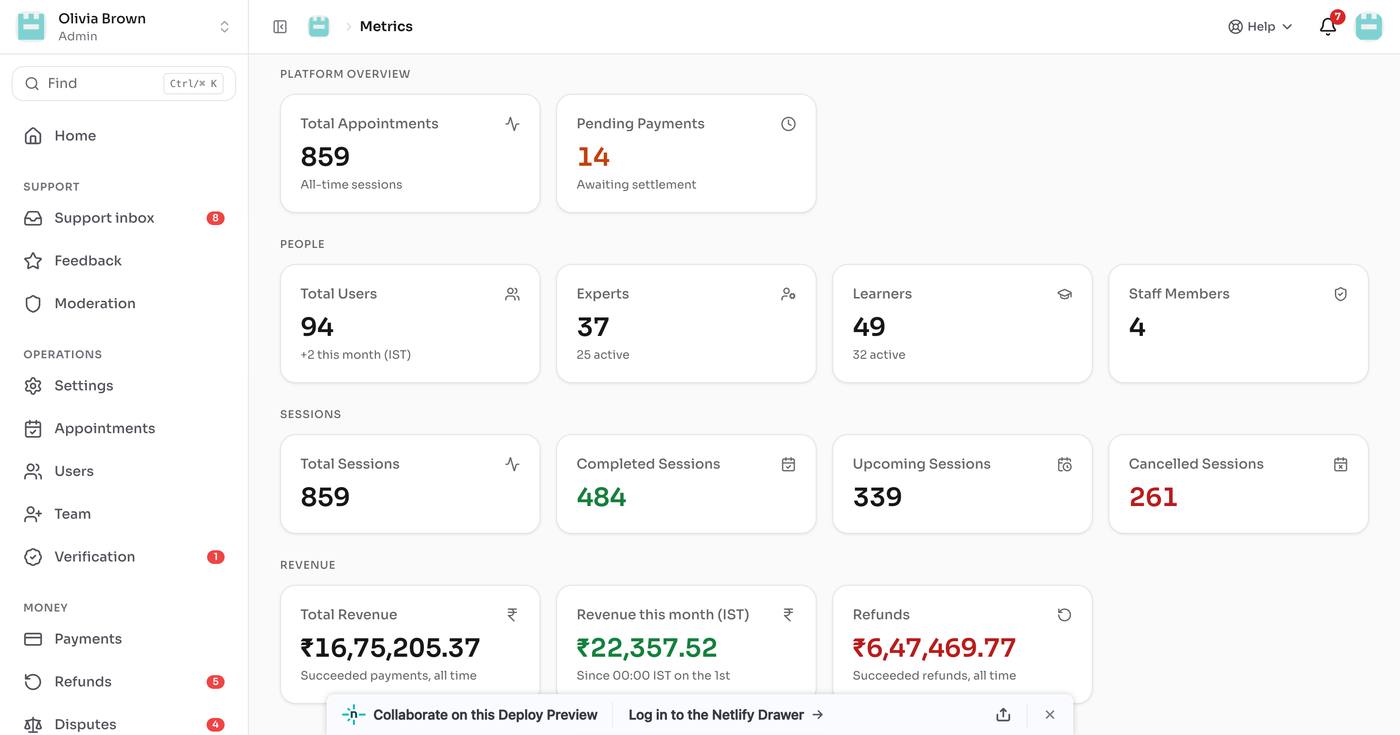 Olivia Brown
Admin
Find
Ctrl/⌘ K
Home
SUPPORT
Support inbox 8
Feedback
Moderation
OPERATIONS
Settings
Appointments
Users
Team
Verification 1
MONEY
Payments
Refunds 5
Disputes 4
Metrics
Help
7
PLATFORM OVERVIEW
Total Appointments
859
All-time sessions
Pending Payments
14
Awaiting settlement
PEOPLE
Total Users
94
+2 this month (IST)
Experts
37
25 active
Learners
49
32 active
Staff Members
4
SESSIONS
Total Sessions
859
Completed Sessions
484
Upcoming Sessions
339
Cancelled Sessions
261
REVENUE
Total Revenue
₹16,75,205.37
Succeeded payments, all time
Revenue this month (IST)
₹22,357.52
Since 00:00 IST on the 1st
Refunds
₹6,47,469.77
Succeeded refunds, all time
Collaborate on this Deploy Preview
Log in to the Netlify Drawer →